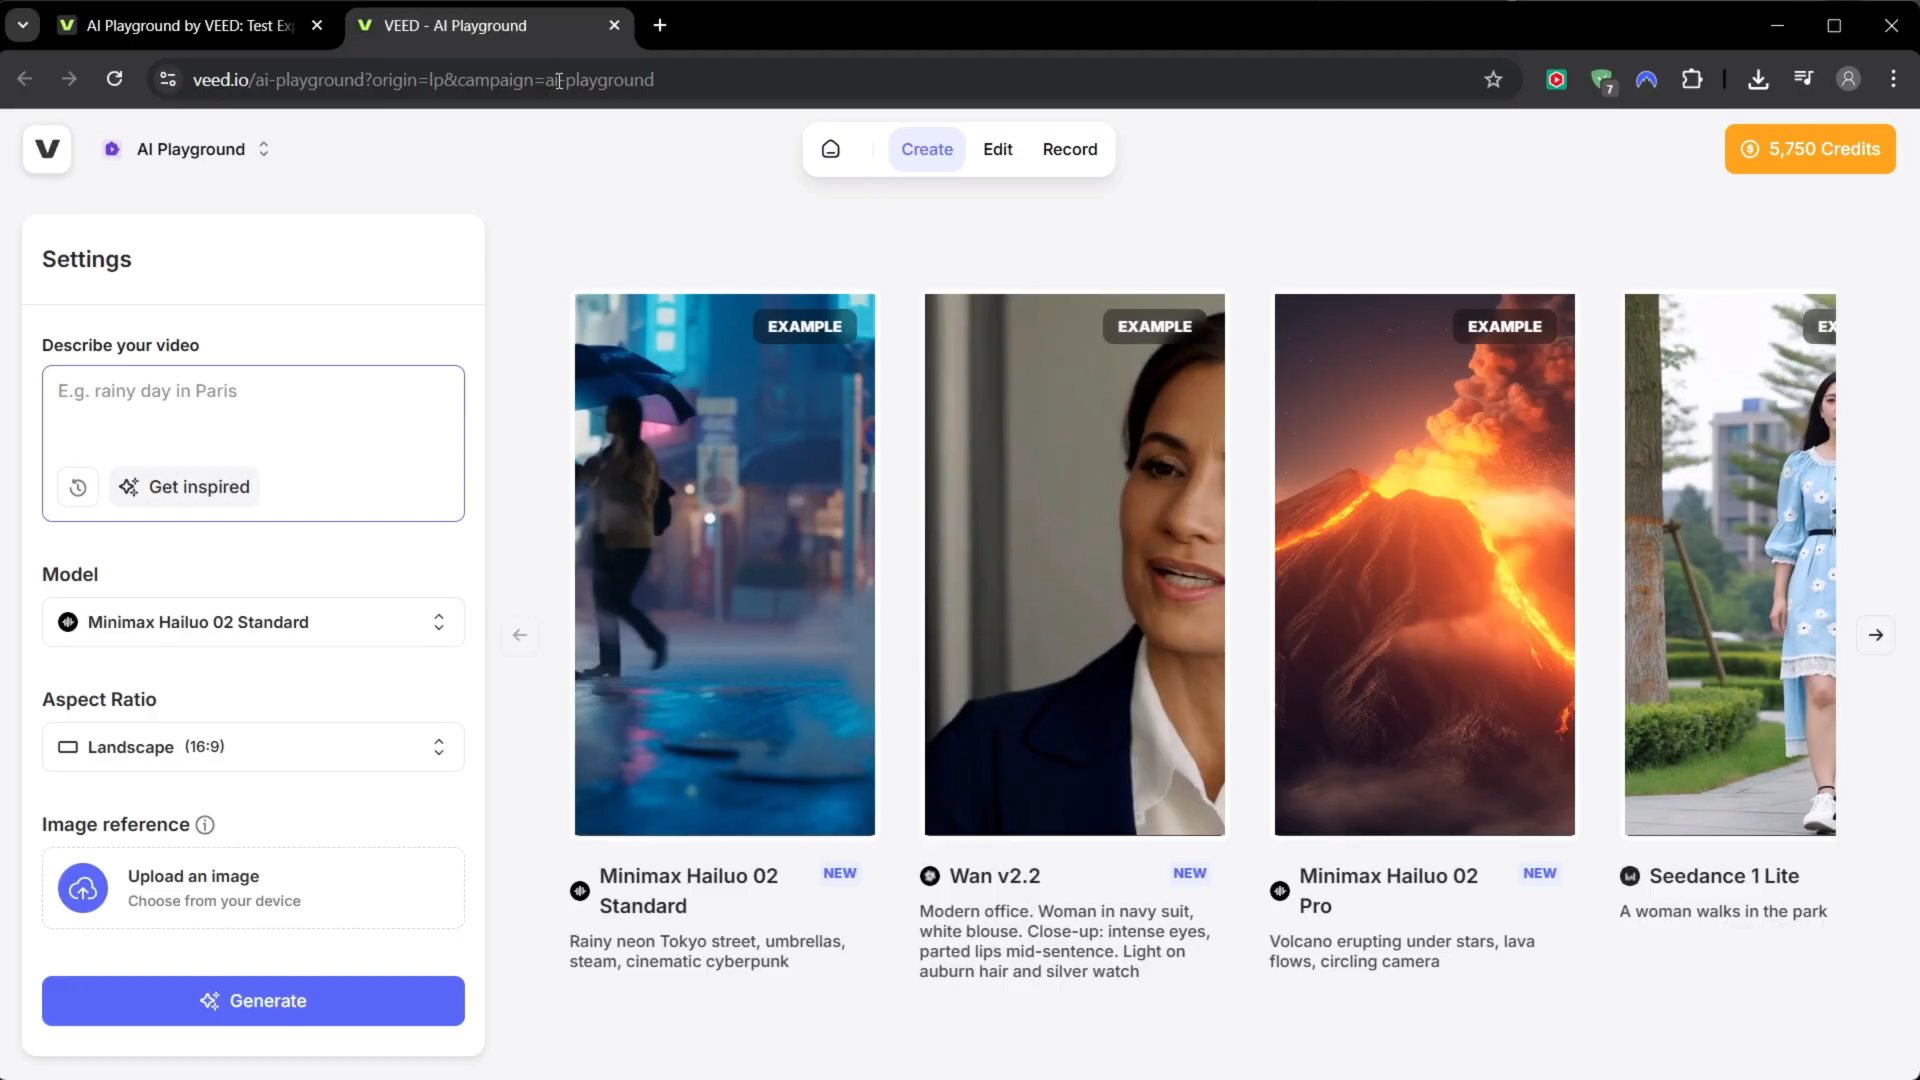 AI Playground by VEED: Test Ex
VEED - AI Playground
veed.io/ai-playground?origin=lp&campaign=ai-playground
7
AI Playground
Create
Edit
Record
5,750 Credits
Settings
Describe your video
E.g. rainy day in Paris
Get inspired
Model
Minimax Hailuo 02 Standard
Aspect Ratio
Landscape (16:9)
Image reference
Upload an image
Choose from your device
Generate
EXAMPLE
Minimax Hailuo 02
Standard
NEW
Rainy neon Tokyo street, umbrellas,
steam, cinematic cyberpunk
EXAMPLE
Wan v2.2
NEW
Modern office. Woman in navy suit,
white blouse. Close-up: intense eyes,
parted lips mid-sentence. Light on
auburn hair and silver watch
EXAMPLE
Minimax Hailuo 02
Pro
NEW
Volcano erupting under stars, lava
flows, circling camera
EX
Seedance 1 Lite
A woman walks in the park